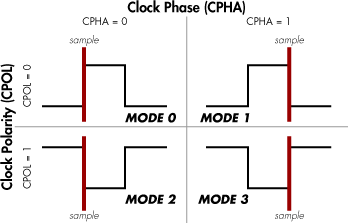 Clock Phase (CPHA)
CPHA = 0
CPHA = 1
sample
sample
Clock Polarity (CPOL)
CPOL = 0
MODE 0
MODE 1
CPOL = 1
MODE 2
MODE 3
sample
sample